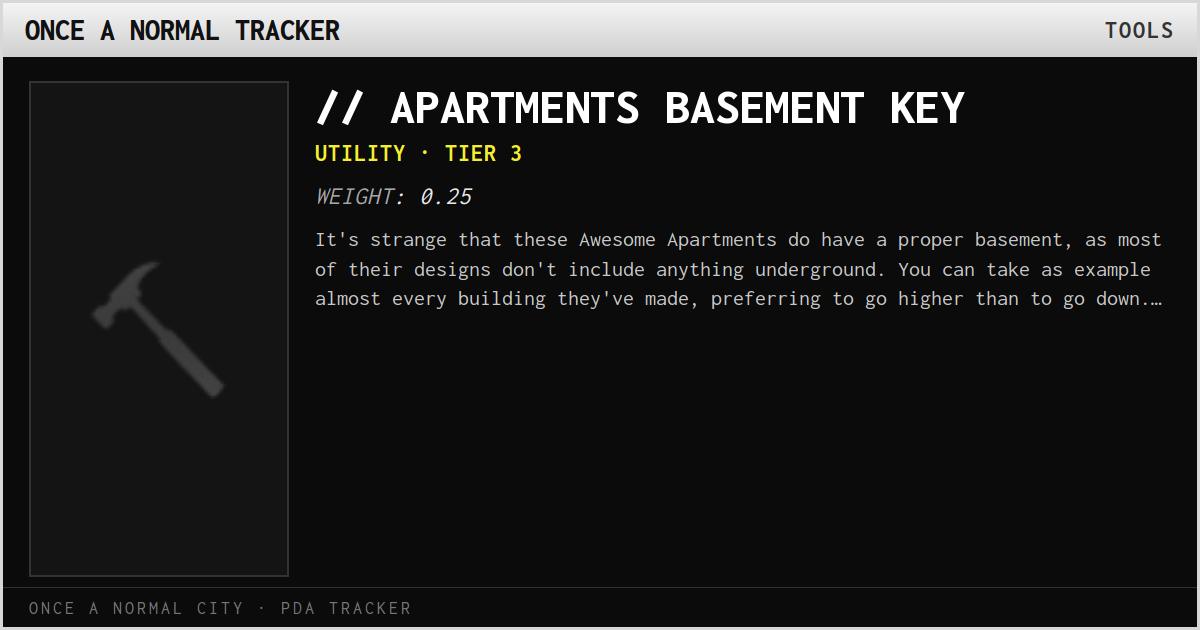 ONCE A NORMAL TRACKER
TOOLS
// APARTMENTS BASEMENT KEY
UTILITY · TIER 3
WEIGHT: 0.25
It's strange that these Awesome Apartments do have a proper basement, as most
of their designs don't include anything underground. You can take as example
almost every building they've made, preferring to go higher than to go down.…
ONCE A NORMAL CITY · PDA TRACKER